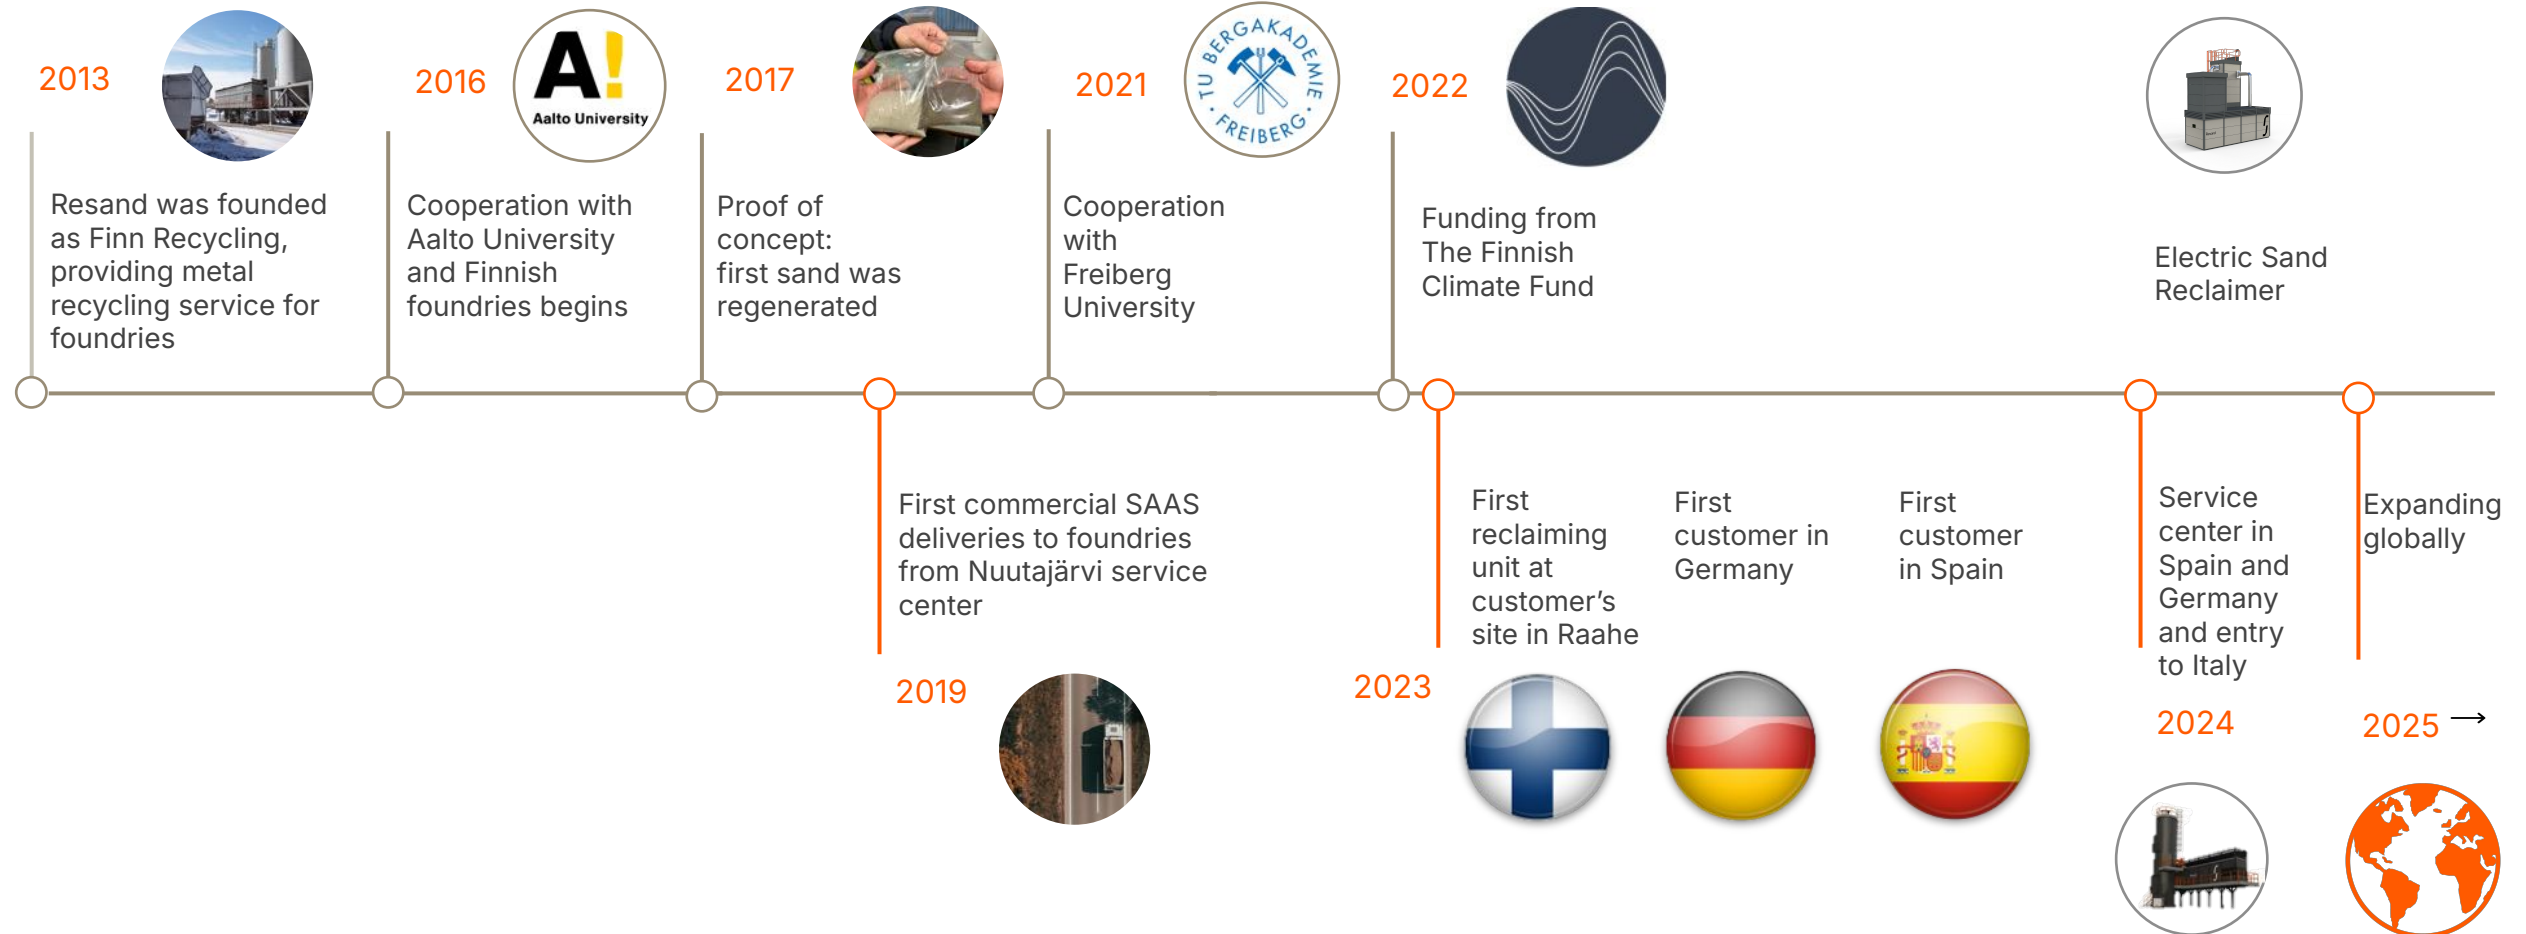 2013
Resand was founded
as Finn Recycling,
providing metal
recycling service for
foundries
2016
A!
Aalto University
Cooperation with
Aalto University
and Finnish
foundries begins
2017
Proof of
concept:
first sand was
regenerated
First commercial SAAS
deliveries to foundries
from Nuutajärvi service
center
2019
2021
TU BERGAKADEMIE
FREIBERG
Cooperation
with
Freiberg
University
2022
Funding from
The Finnish
Climate Fund
First
reclaiming
unit at
customer’s
site in Raahe
2023
First
customer in
Germany
First
customer
in Spain
Electric Sand
Reclaimer
Service
center in
Spain and
Germany
and entry
to Italy
2024
Expanding
globally
2025 →